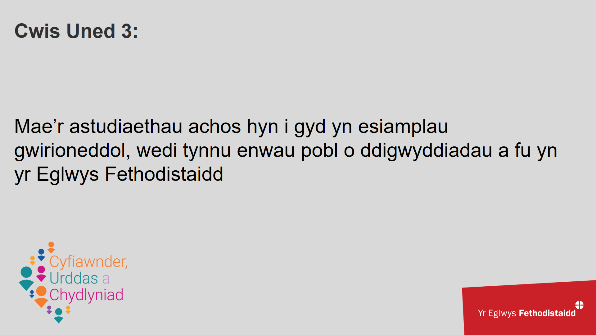 Cwis Uned 3:
Mae’r astudiaethau achos hyn i gyd yn esiamplau
gwirioneddol, wedi tynnu enwau pobl o ddigwyddiadau a fu yn
yr Eglwys Fethodistaidd
Cyfiawnder,
Urddas a
Chydlyniad
Yr Eglwys Fethodistaidd